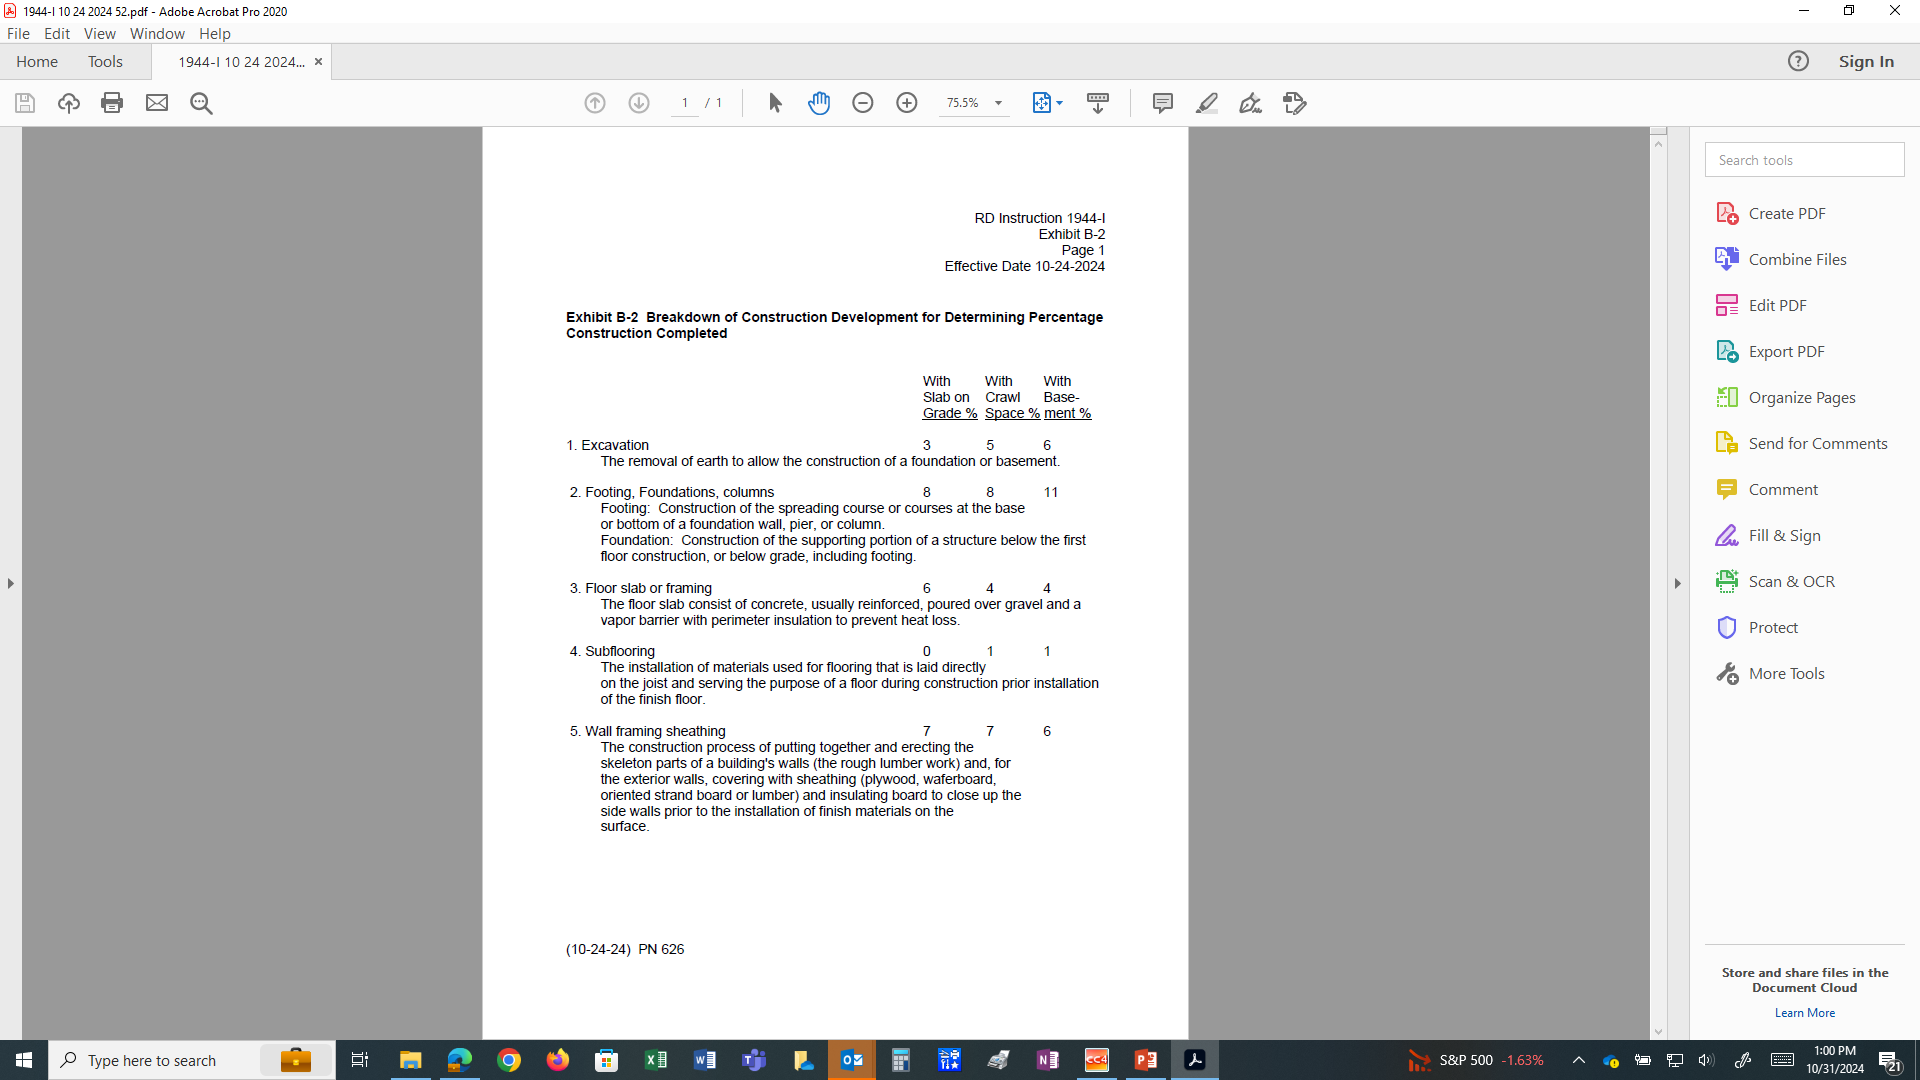 1944-I 10 24 2024 52.pdf - Adobe Acrobat Pro 2020
File Edit View Window Help
Home Tools 1944-I 10 24 2024... × Sign In
1 / 1 75.5%
Search tools
Create PDF
Combine Files
Edit PDF
Export PDF
Organize Pages
Send for Comments
Comment
Fill & Sign
Scan & OCR
Protect
More Tools
Store and share files in the
Document Cloud
Learn More
RD Instruction 1944-I
Exhibit B-2
Page 1
Effective Date 10-24-2024
Exhibit B-2 Breakdown of Construction Development for Determining Percentage
Construction Completed
With With With
Slab on Crawl Base-
Grade % Space % ment %
1. Excavation 3 5 6
The removal of earth to allow the construction of a foundation or basement.
2. Footing, Foundations, columns 8 8 11
Footing: Construction of the spreading course or courses at the base
or bottom of a foundation wall, pier, or column.
Foundation: Construction of the supporting portion of a structure below the first
floor construction, or below grade, including footing.
3. Floor slab or framing 6 4 4
The floor slab consist of concrete, usually reinforced, poured over gravel and a
vapor barrier with perimeter insulation to prevent heat loss.
4. Subflooring 0 1 1
The installation of materials used for flooring that is laid directly
on the joist and serving the purpose of a floor during construction prior installation
of the finish floor.
5. Wall framing sheathing 7 7 6
The construction process of putting together and erecting the
skeleton parts of a building's walls (the rough lumber work) and, for
the exterior walls, covering with sheathing (plywood, waferboard,
oriented strand board or lumber) and insulating board to close up the
side walls prior to the installation of finish materials on the
surface.
(10-24-24) PN 626
Type here to search
CC4
S&P 500 -1.63%
1:00 PM
10/31/2024
21